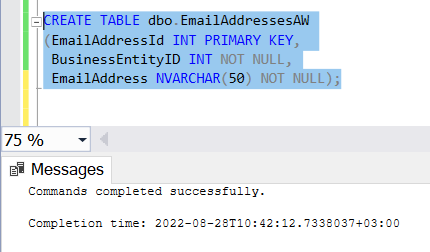 CREATE TABLE dbo.EmailAddressesAW
(EmailAddressId INT PRIMARY KEY,
BusinessEntityID INT NOT NULL,
EmailAddress NVARCHAR(50) NOT NULL);
75 %
Messages
Commands completed successfully.
Completion time: 2022-08-28T10:42:12.7338037+03:00